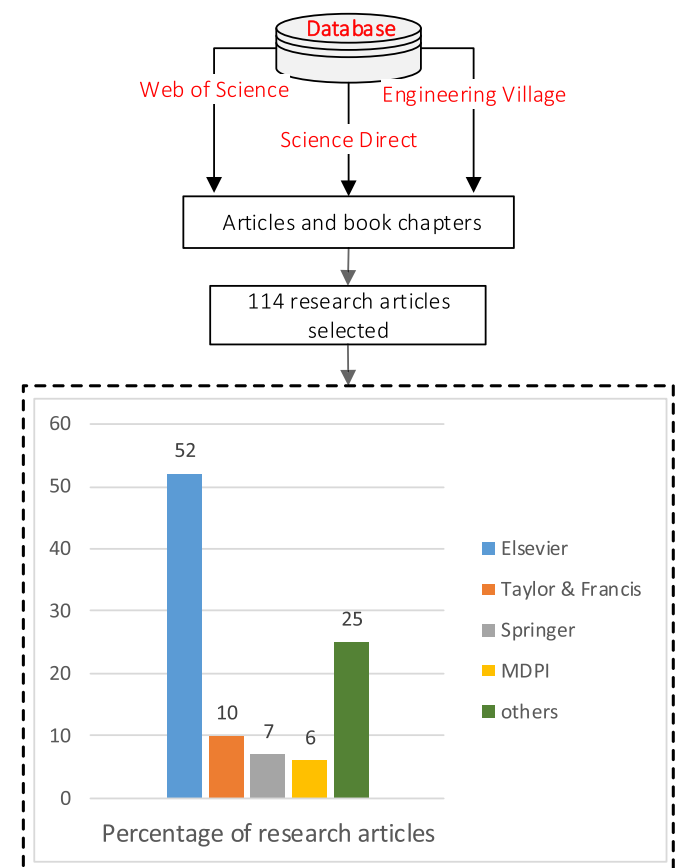 Database
Web of Science
Engineering Village
Science Direct
Articles and book chapters
114 research articles
selected
60
50
40
30
20
10
0
52
10
7
6
25
Percentage of research articles
Elsevier
Taylor & Francis
Springer
MDPI
others